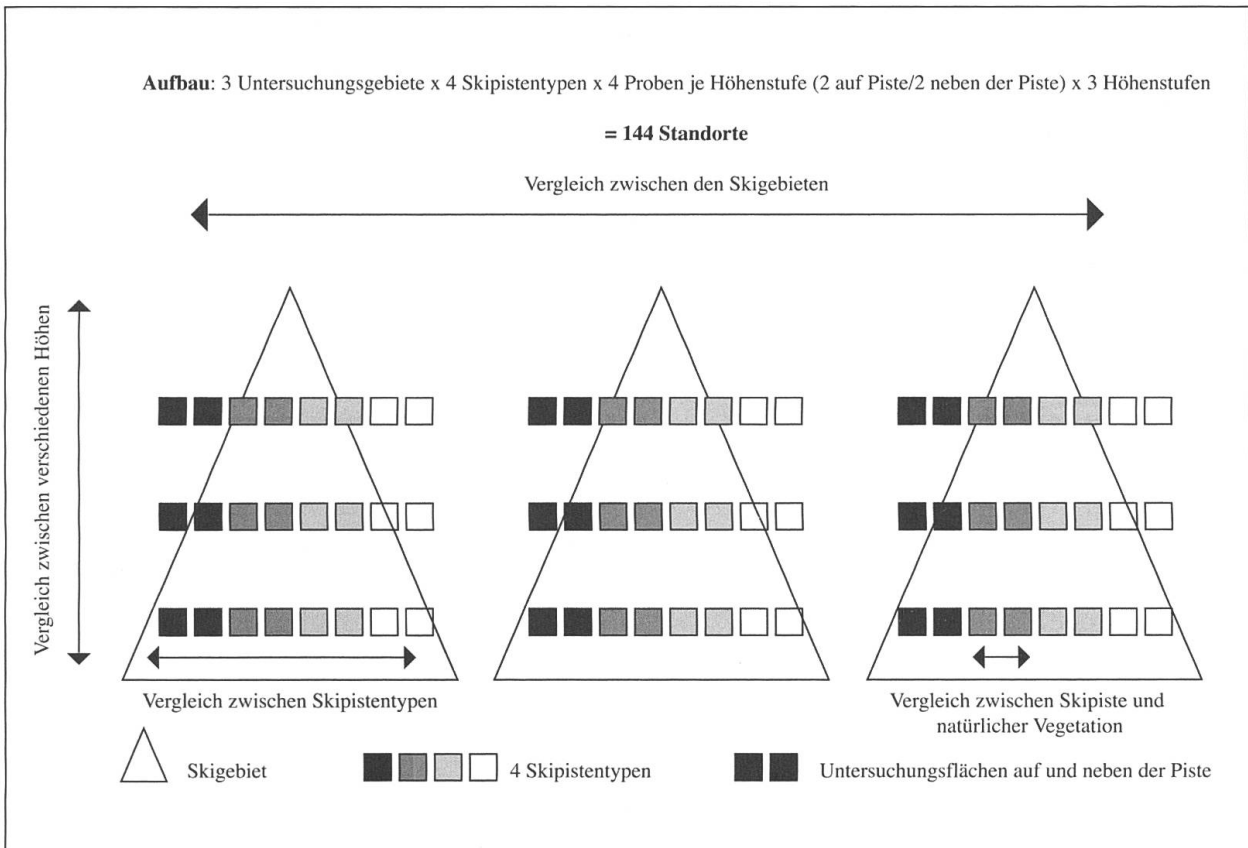 Aufbau: 3 Untersuchungsgebiete x 4 Skipistentypen x 4 Proben je Höhenstufe (2 auf Piste/2 neben der Piste) x 3 Höhenstufen
= 144 Standorte
Vergleich zwischen den Skigebieten
Vergleich zwischen verschiedenen Höhen
Vergleich zwischen Skipistentypen
Vergleich zwischen Skipiste und
natürlicher Vegetation
Skigebiet
4 Skipistentypen
Untersuchungsflächen auf und neben der Piste